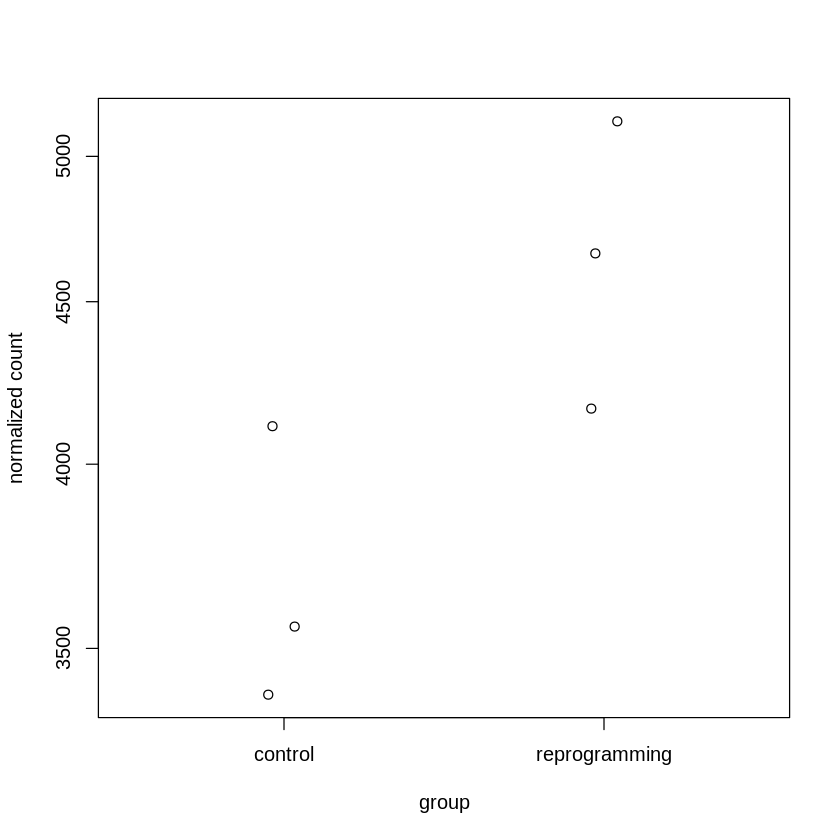 normalized count
5000
4500
4000
3500
control
reprogramming
group